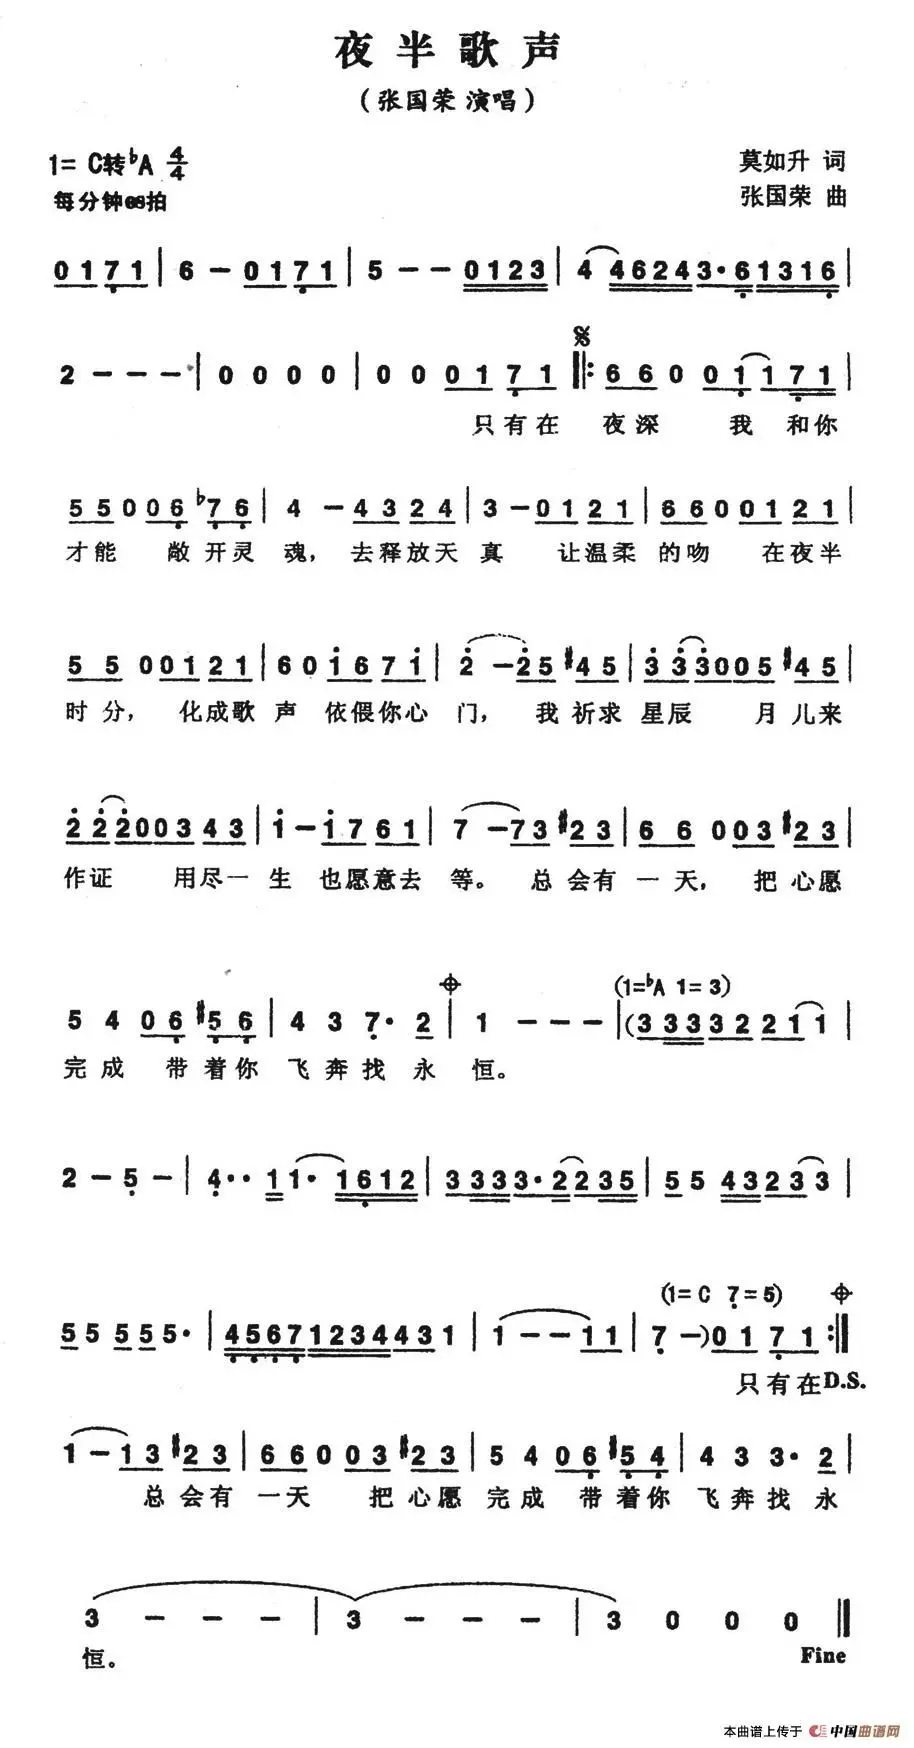 夜半歌声
（张国荣 演唱）
1= C转♭A 4/4
莫如升 词
每分钟68拍
张国荣 曲
0 1 7 1 | 6 – 0 1 7 1 | 5 – – 0 1 2 3 | 4 4 6 2 4 3· 6 1 3 1 6 |
2 – – – | 0 0 0 0 | 0 0 0 1 7 1 ‖: 6 6 0 0 1 1 7 1 |
只有在 夜深 我 和你
5 5 0 0 6 ♭7 6 | 4 – 4 3 2 4 | 3 – 0 1 2 1 | 6 6 0 0 1 2 1 |
才能 敞开灵 魂，去释放天 真 让温柔 的吻 在夜半
5 5 0 0 1 2 1 | 6 0 1 6 7 1 | 2 – 2 5 #4 5 | 3 3 3 0 0 5 #4 5 |
时分， 化成歌 声 依偎你心 门， 我 祈求 星辰 月儿来
2 2 2 0 0 3 4 3 | 1 – 1 7 6 1 | 7 – 7 3 #2 3 | 6 6 0 0 3 #2 3 |
作证 用尽一 生 也愿意去 等。 总 会有 一天， 把 心愿
(1=♭A 1=3)
5 4 0 6 #5 6 | 4 3 7· 2 | 1 – – – | (3 3 3 3 2 2 1 1 |
完成 带着你 飞奔找永 恒。
2 – 5 – | 4·· 1 1· 1 6 1 2 | 3 3 3 3· 2 2 3 5 | 5 5 4 3 2 3 3 |
(1=C 7=5)
5 5 5 5 5· | 4 5 6 7 1 2 3 4 4 3 1 | 1 – – 1 1 | 7 –) 0 1 7 1 :‖
只有在 D.S.
1 – 1 3 #2 3 | 6 6 0 0 3 #2 3 | 5 4 0 6 #5 4 | 4 3 3· 2 |
总 会有 一天 把 心愿 完成 带着你 飞奔找 永
3 – – – | 3 – – – | 3 0 0 0 ‖
恒。 Fine
本曲谱上传于 中国曲谱网